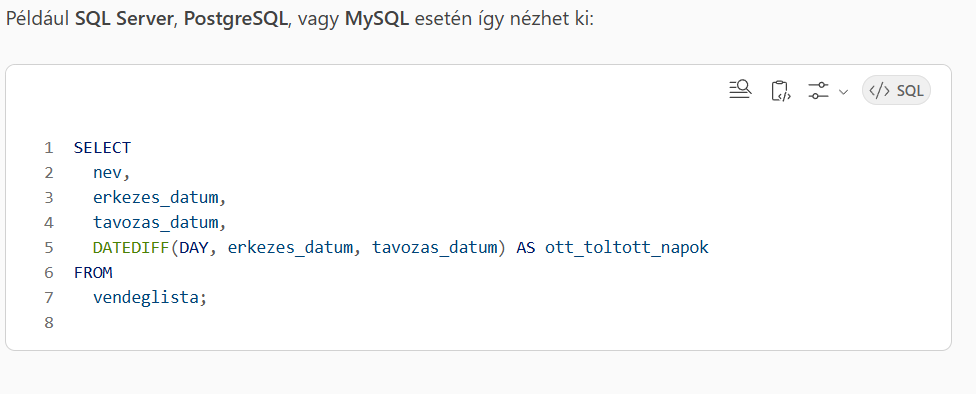 Például SQL Server, PostgreSQL, vagy MySQL esetén így nézhet ki:
</> SQL
1 SELECT
2   nev,
3   erkezes_datum,
4   tavozas_datum,
5   DATEDIFF(DAY, erkezes_datum, tavozas_datum) AS ott_toltott_napok
6 FROM
7   vendeglista;
8